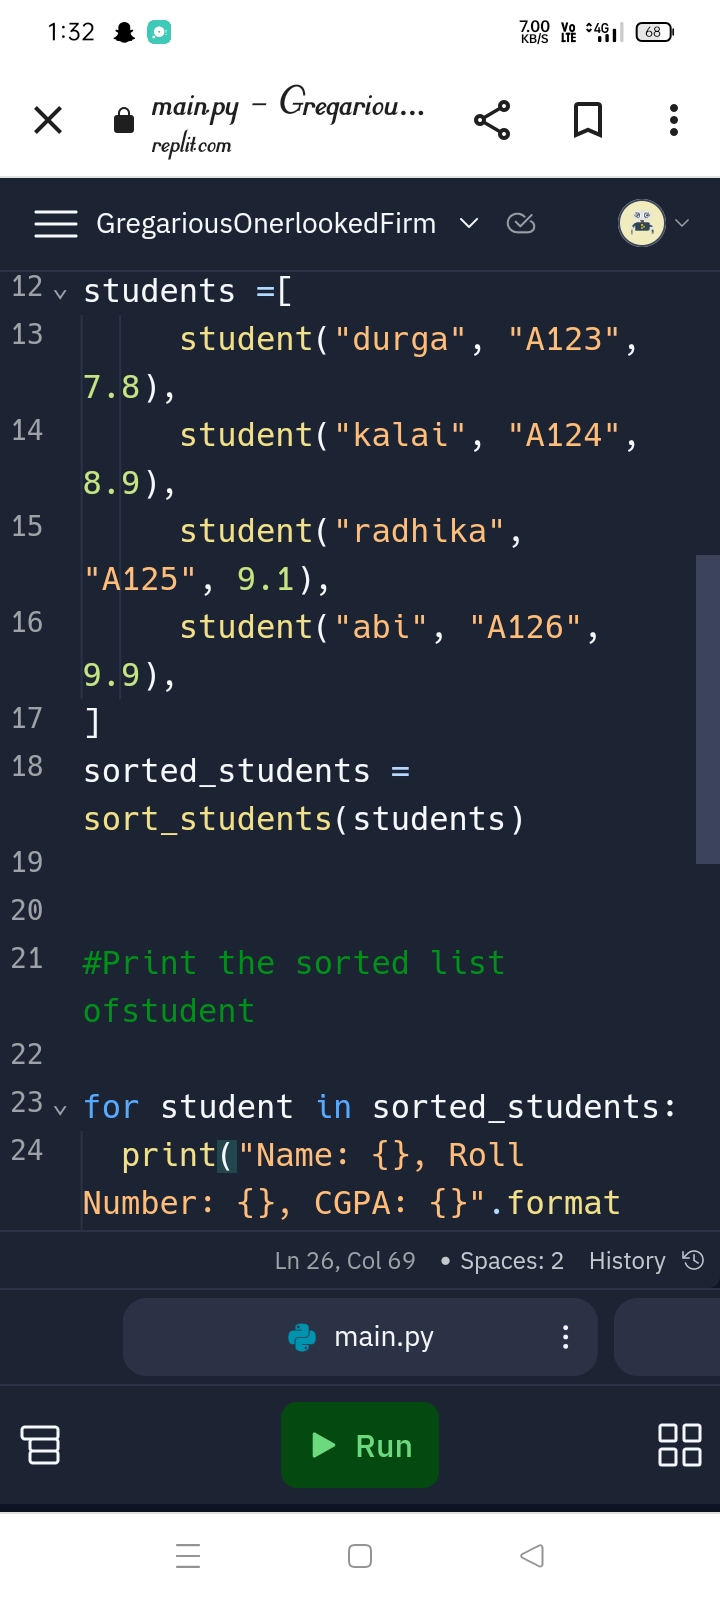 1:32
7.00 KB/S Vo LTE 4G 68
main.py – Gregariou...
replit.com
GregariousOnerlookedFirm
12 students =[
13 student("durga", "A123",
7.8),
14 student("kalai", "A124",
8.9),
15 student("radhika",
"A125", 9.1),
16 student("abi", "A126",
9.9),
17 ]
18 sorted_students =
sort_students(students)
19
20
21 #Print the sorted list
ofstudent
22
23 for student in sorted_students:
24 print("Name: {}, Roll
Number: {}, CGPA: {}".format
Ln 26, Col 69 • Spaces: 2 History
main.py
Run